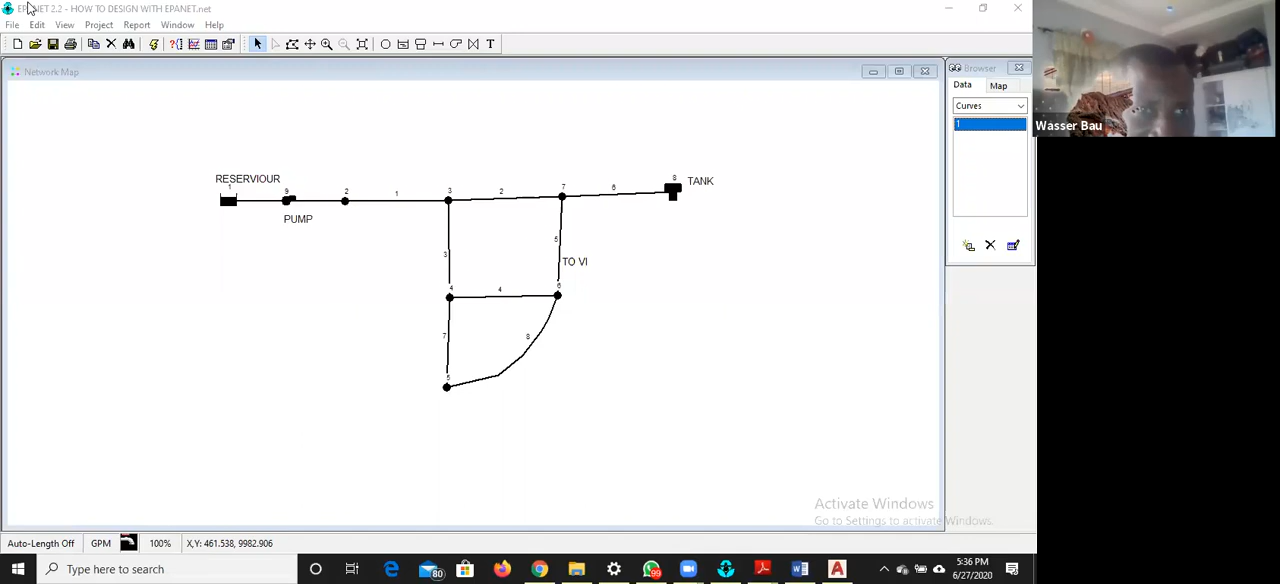 EPANET 2.2 - HOW TO DESIGN WITH EPANET.net
File Edit View Project Report Window Help
T
Network Map
Browser
Data Map
Curves
1
Wasser Bau
RESERVIOUR
1
9
PUMP
2
1
3
2
7
6
8
TANK
3
5
TO VI
4
4
6
7
8
5
Activate Windows
Go to Settings to activate Windows.
Auto-Length Off GPM 100% X,Y: 461.538, 9982.906
Type here to search
80
99
5:36 PM
6/27/2020